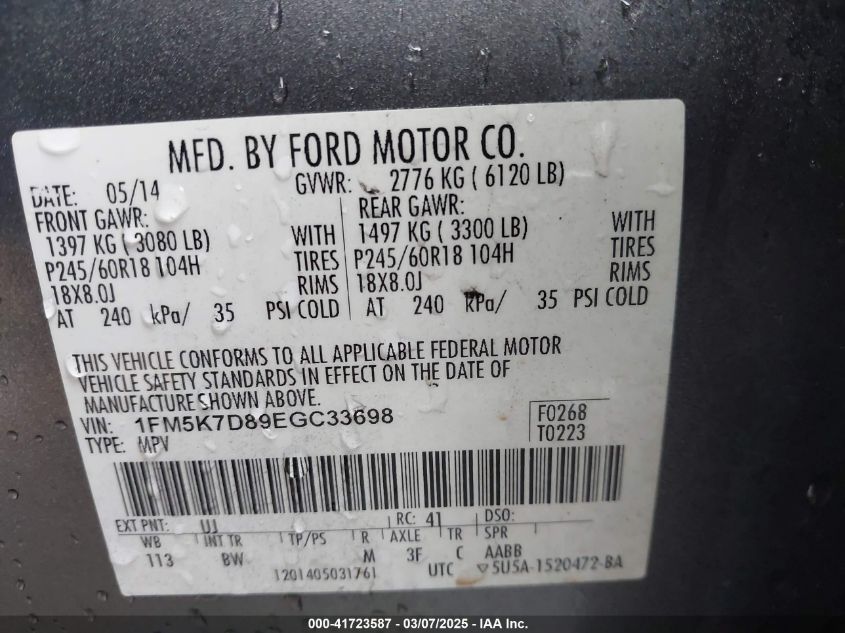 MFD. BY FORD MOTOR CO.
DATE: 05/14 GVWR: 2776 KG ( 6120 LB)
FRONT GAWR: REAR GAWR:
1397 KG ( 3080 LB) WITH 1497 KG ( 3300 LB) WITH
P245/60R18 104H TIRES P245/60R18 104H TIRES
18X8.0J RIMS 18X8.0J RIMS
AT 240 kPa/ 35 PSI COLD AT 240 kPa/ 35 PSI COLD
THIS VEHICLE CONFORMS TO ALL APPLICABLE FEDERAL MOTOR
VEHICLE SAFETY STANDARDS IN EFFECT ON THE DATE OF
MANUFACTURE SHOWN ABOVE.
VIN: 1FM5K7D89EGC33698 F0268
TYPE: MPV T0223
EXT PNT: UJ RC: 41 DSO:
WB INT TR TP/PS R AXLE TR SPR
113 BW M 3F C AABB
1201405031761 UTC ▽5U5A-1520472-BA
000-41723587 — 03/07/2025 — IAA Inc.